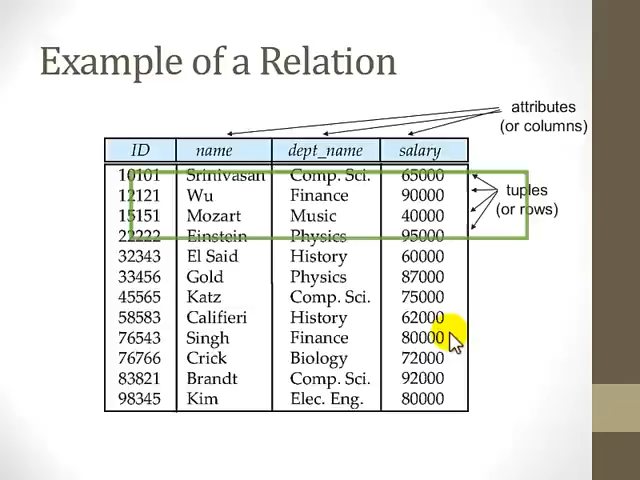 Example of a Relation
attributes
(or columns)
ID name dept_name salary
10101 Srinivasan Comp. Sci. 65000
12121 Wu Finance 90000
15151 Mozart Music 40000
22222 Einstein Physics 95000
32343 El Said History 60000
33456 Gold Physics 87000
45565 Katz Comp. Sci. 75000
58583 Califieri History 62000
76543 Singh Finance 80000
76766 Crick Biology 72000
83821 Brandt Comp. Sci. 92000
98345 Kim Elec. Eng. 80000
tuples
(or rows)